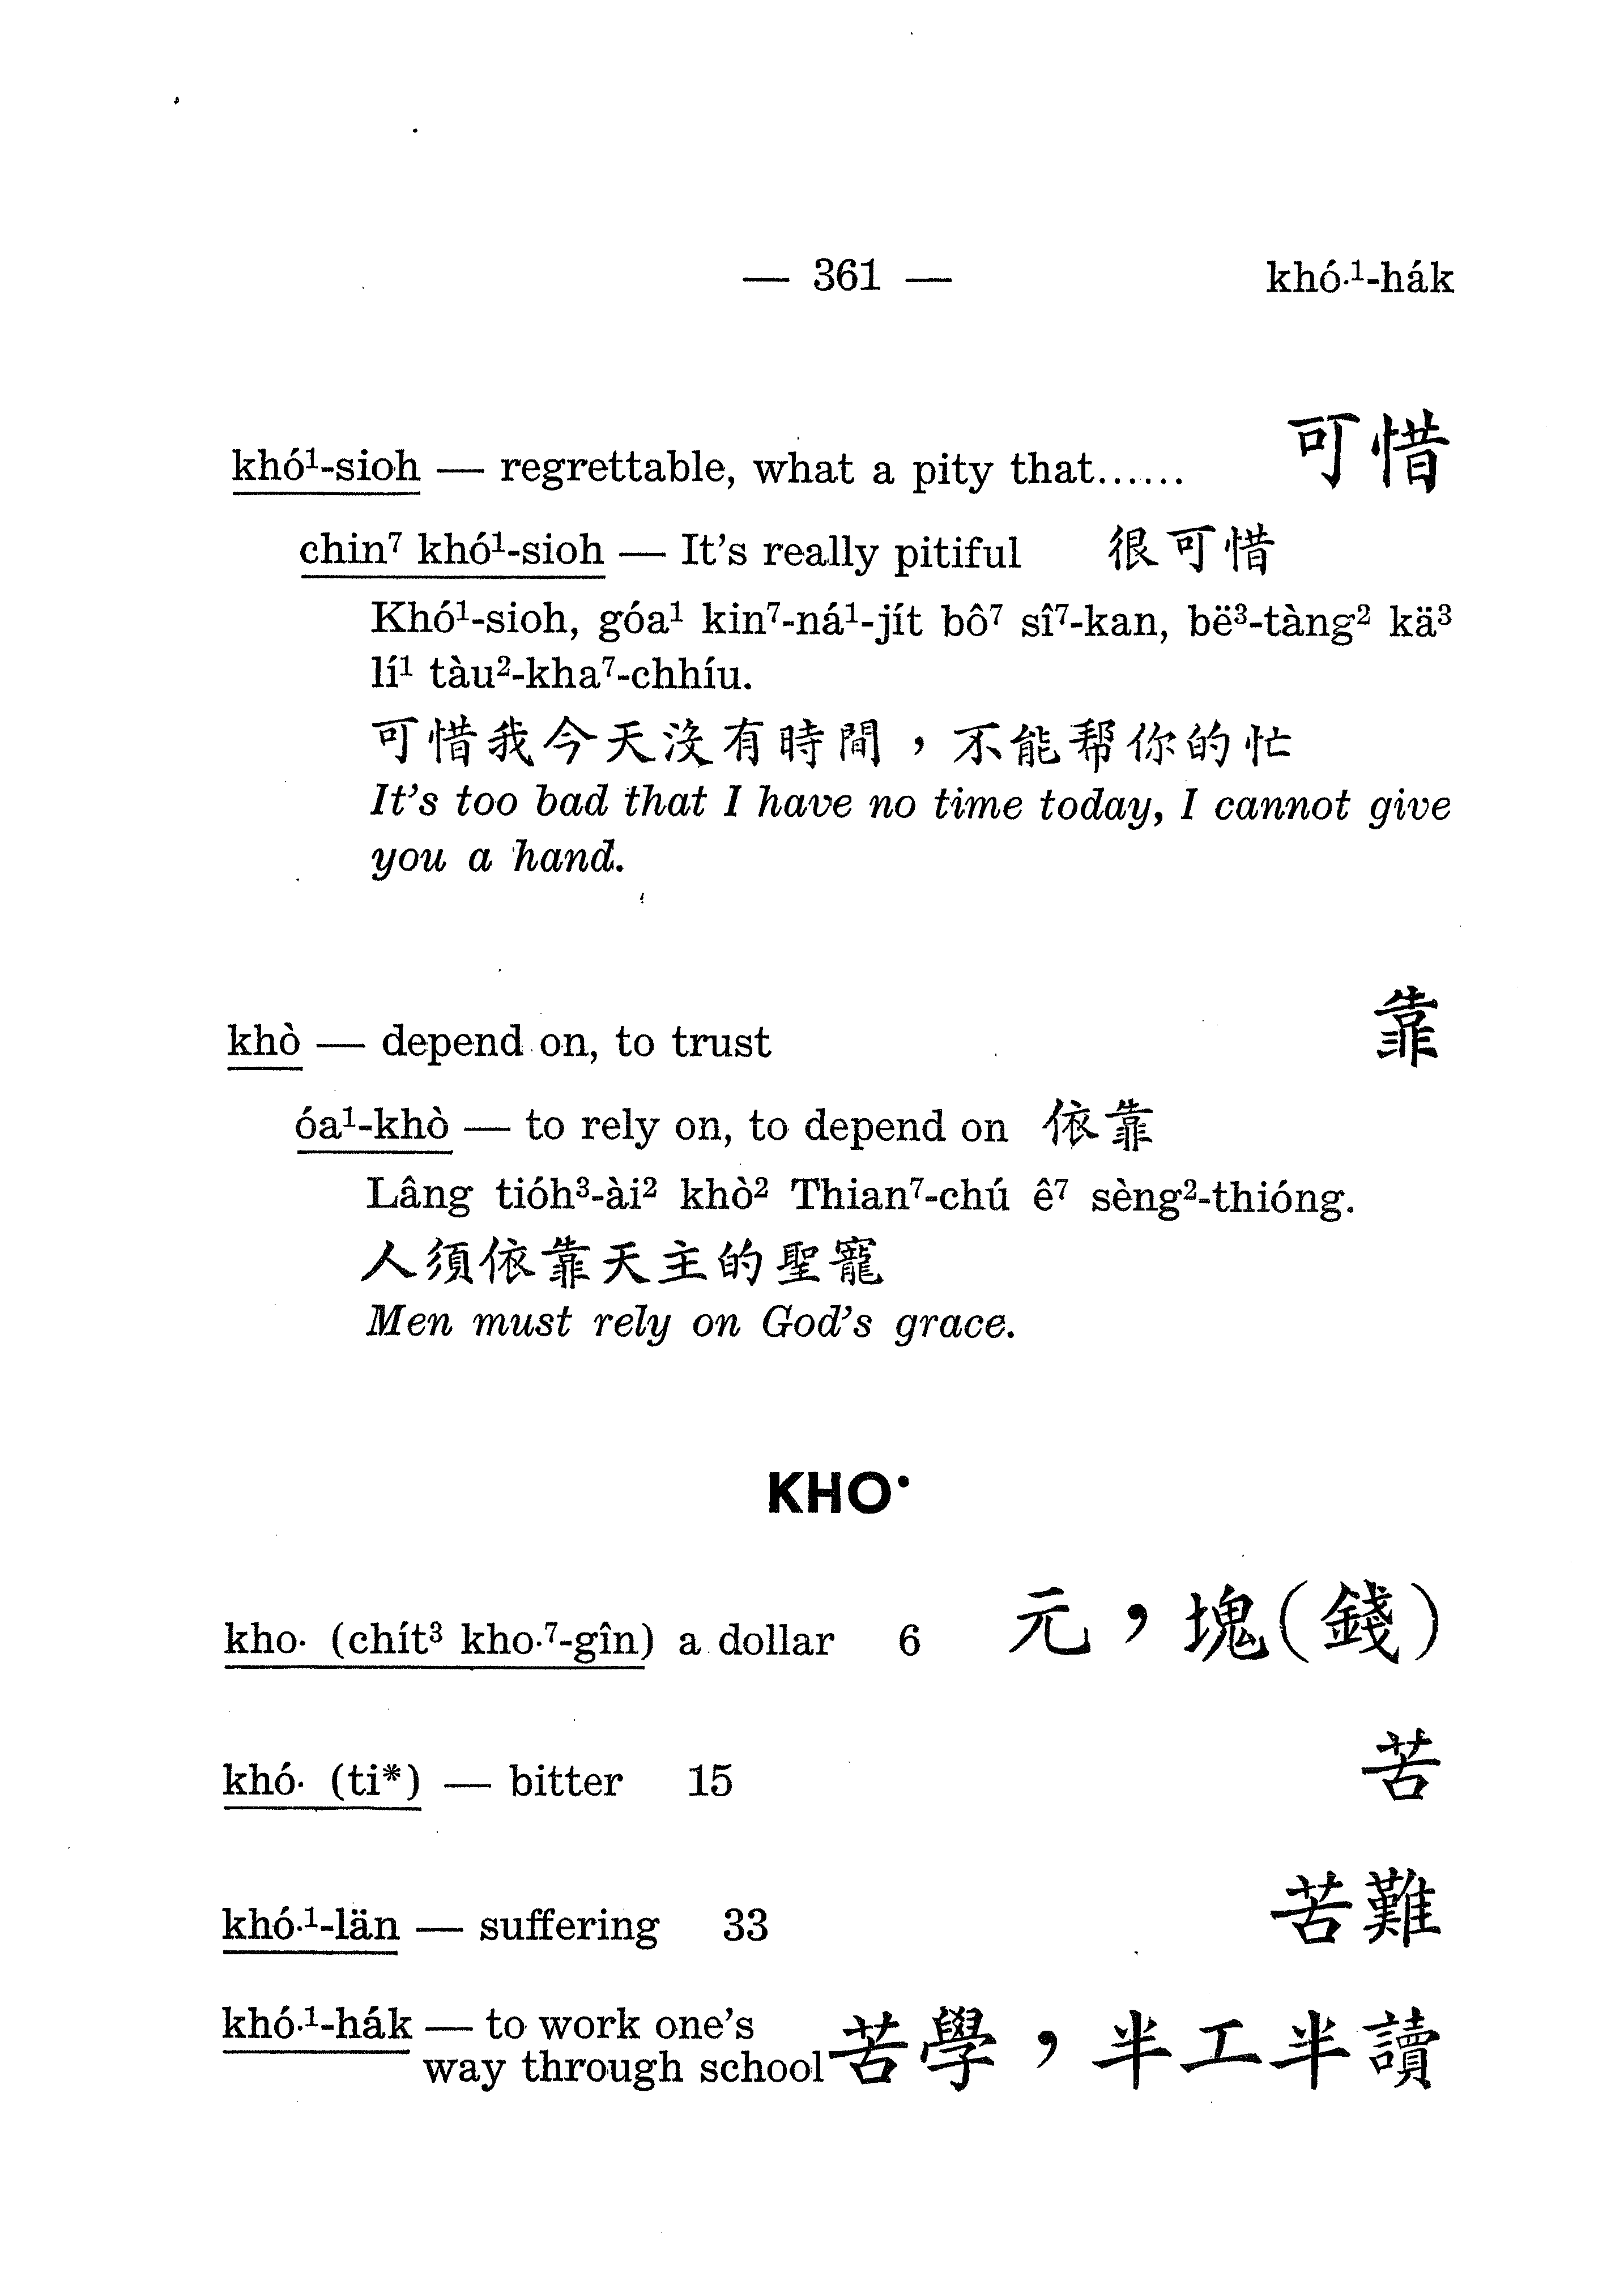 — 361 — khó·¹-hák
khó¹-sioh — regrettable, what a pity that...... 可惜
chin⁷ khó¹-sioh — It's really pitiful 很可惜
Khó¹-sioh, góa¹ kin⁷-ná¹-jít bô⁷ sî⁷-kan, bë³-tàng² kä³
lí¹ tàu²-kha⁷-chhíu.
可惜我今天沒有時間，不能帮你的忙
It's too bad that I have no time today, I cannot give
you a hand.
khò — depend on, to trust 靠
óa¹-khò — to rely on, to depend on 依靠
Lâng tióh³-ài² khò² Thian⁷-chú ê⁷ sèng²-thióng.
人須依靠天主的聖寵
Men must rely on God's grace.
KHO·
kho· (chít³ kho·⁷-gîn) a dollar 6 元，塊(錢)
khó· (ti*) — bitter 15 苦
khó·¹-län — suffering 33 苦難
khó·¹-hák — to work one's
way through school 苦學，半工半讀